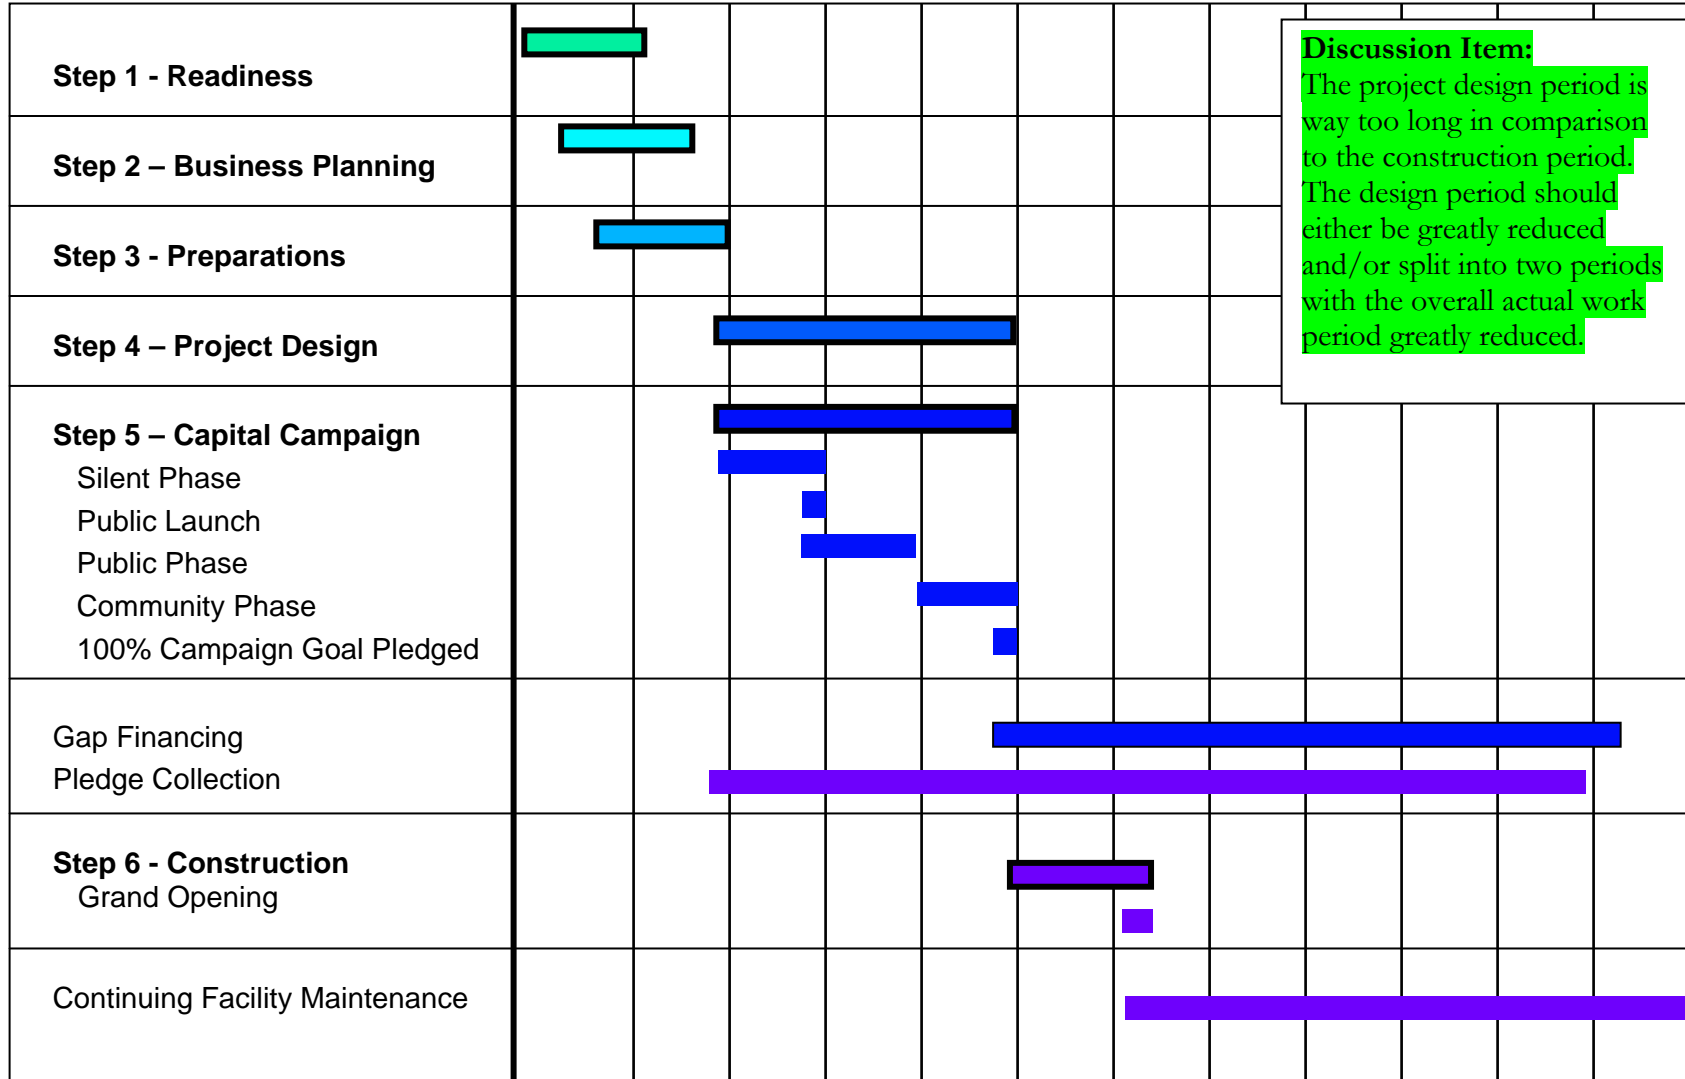 Step 1 - Readiness
Step 2 – Business Planning
Step 3 - Preparations
Step 4 – Project Design
Step 5 – Capital Campaign
Silent Phase
Public Launch
Public Phase
Community Phase
100% Campaign Goal Pledged
Gap Financing
Pledge Collection
Step 6 - Construction
Grand Opening
Continuing Facility Maintenance
Discussion Item:
The project design period is
way too long in comparison
to the construction period.
The design period should
either be greatly reduced
and/or split into two periods
with the overall actual work
period greatly reduced.